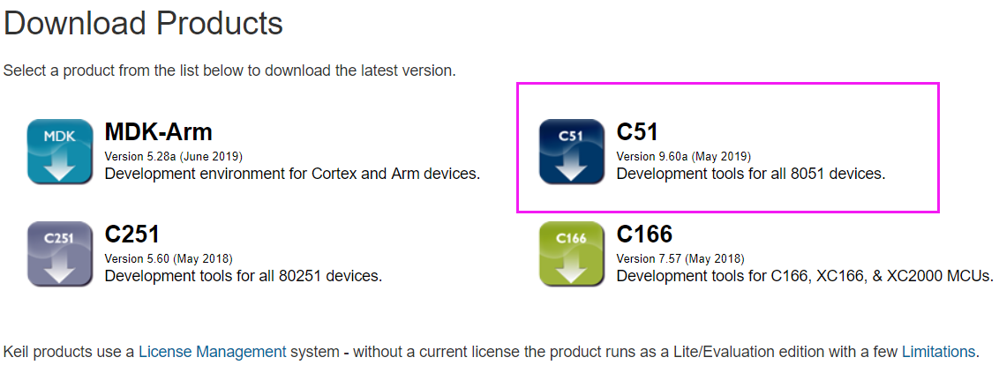 Download Products
Select a product from the list below to download the latest version.
MDK
MDK-Arm
Version 5.28a (June 2019)
Development environment for Cortex and Arm devices.
C51
C51
Version 9.60a (May 2019)
Development tools for all 8051 devices.
C251
C251
Version 5.60 (May 2018)
Development tools for all 80251 devices.
C166
C166
Version 7.57 (May 2018)
Development tools for C166, XC166, & XC2000 MCUs.
Keil products use a License Management system - without a current license the product runs as a Lite/Evaluation edition with a few Limitations.